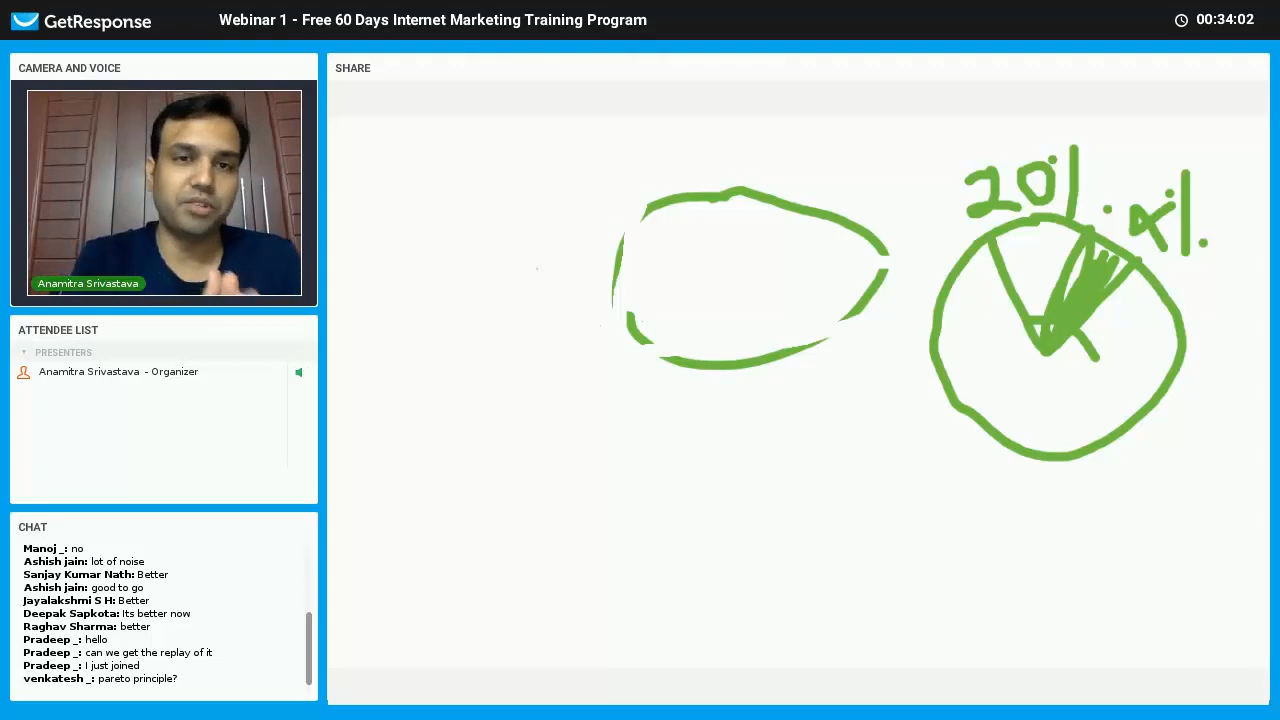 GetResponse
Webinar 1 - Free 60 Days Internet Marketing Training Program
00:34:02
CAMERA AND VOICE
Anamitra Srivastava
ATTENDEE LIST
PRESENTERS
Anamitra Srivastava - Organizer
CHAT
Manoj _: no
Ashish jain: lot of noise
Sanjay Kumar Nath: Better
Ashish jain: good to go
Jayalakshmi S H: Better
Deepak Sapkota: Its better now
Raghav Sharma: better
Pradeep _: hello
Pradeep _: can we get the replay of it
Pradeep _: I just joined
venkatesh _: pareto principle?
SHARE
20%
4%